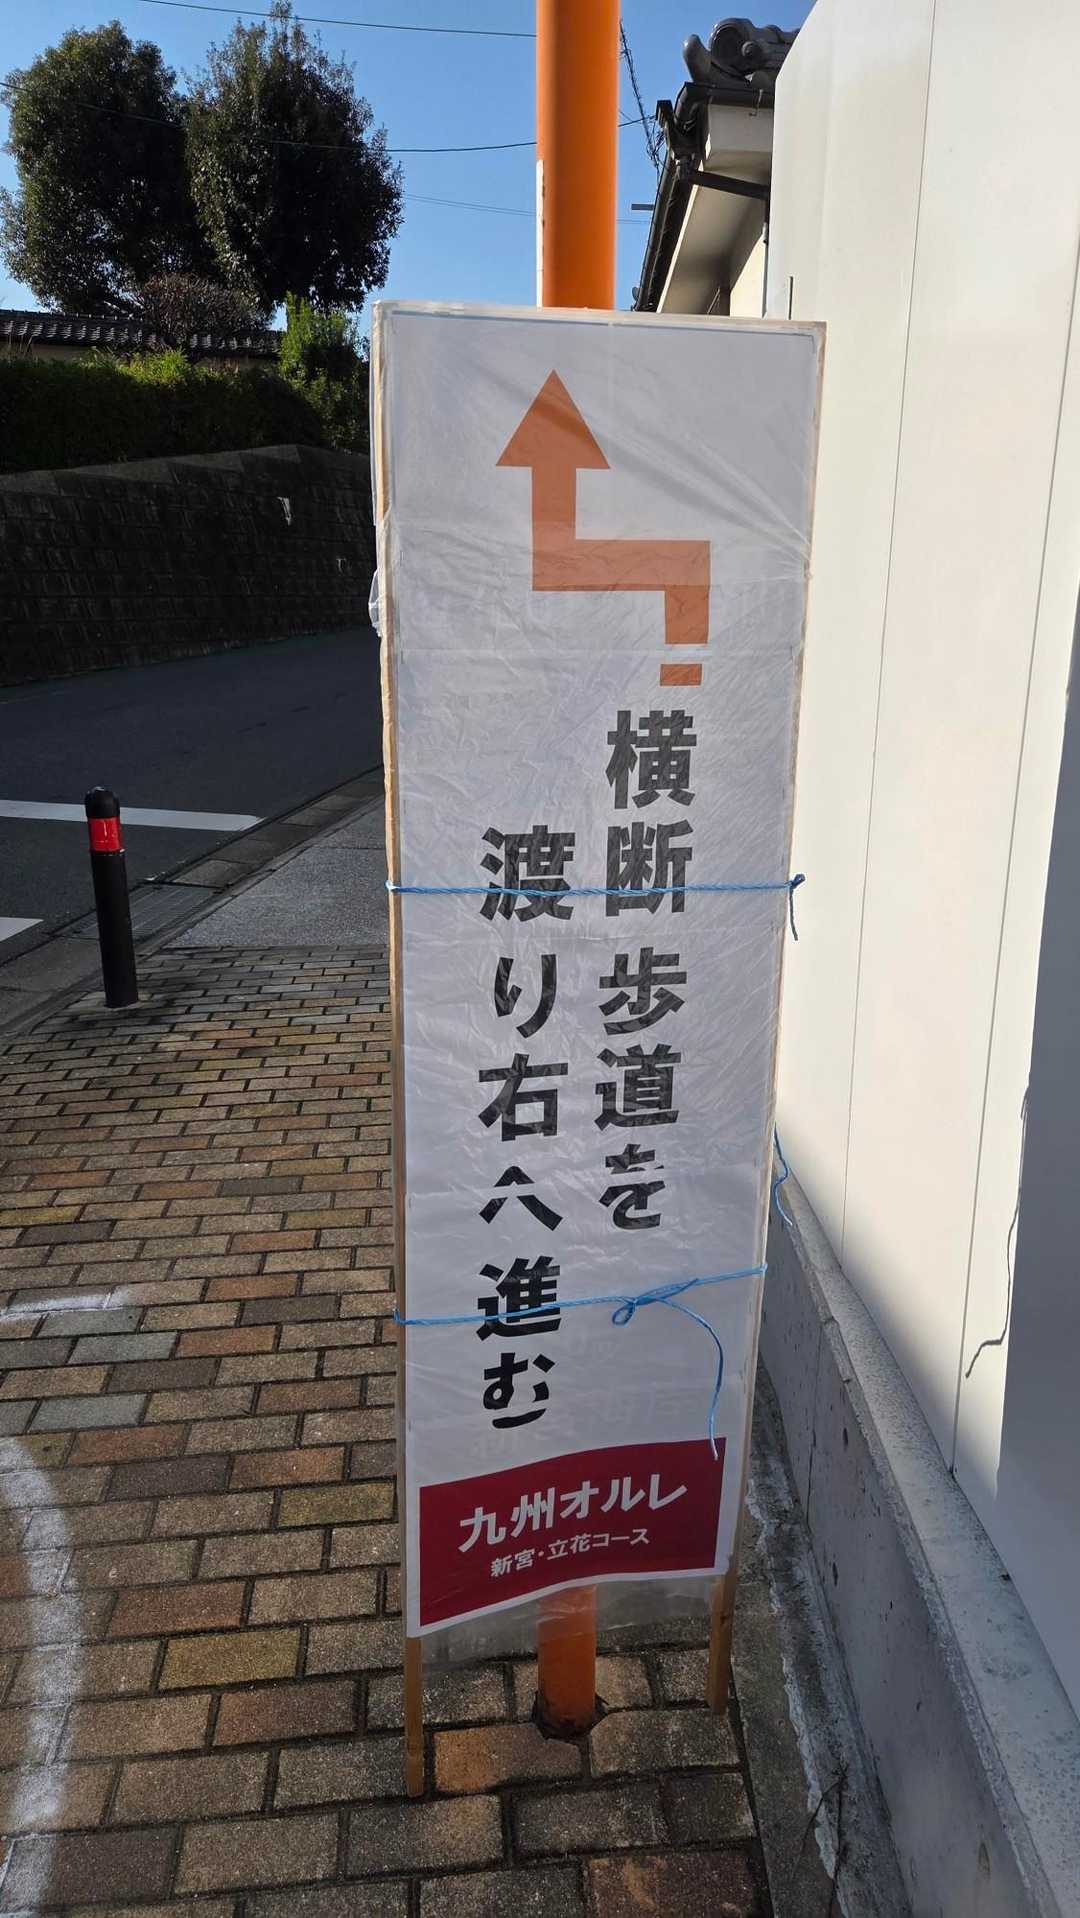 横断歩道を
渡り右へ進む
九州オルレ
新宮・立花コース